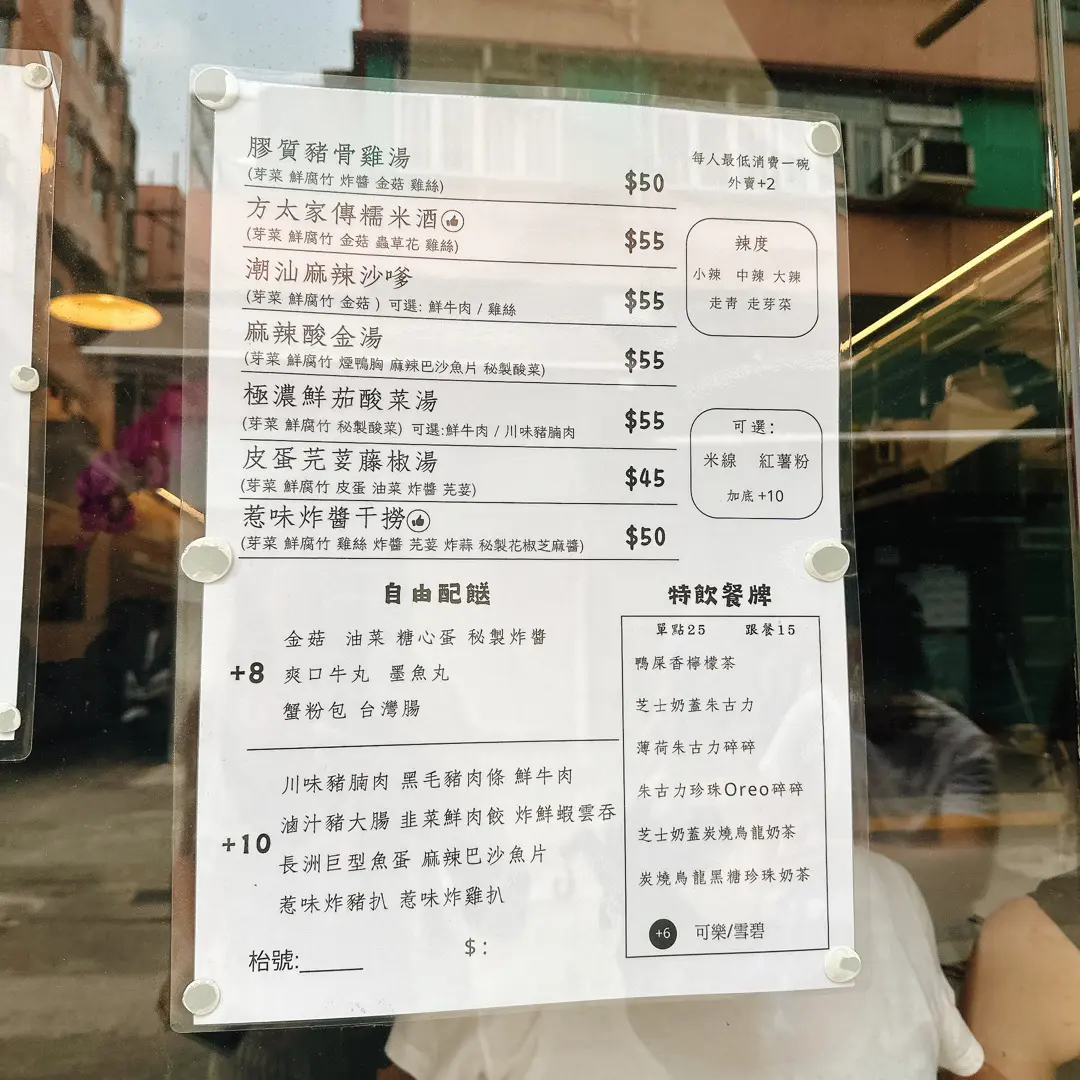 膠質豬骨雞湯
(芽菜 鮮腐竹 炸醬 金菇 雞絲)
$50
方太家傳糯米酒
(芽菜 鮮腐竹 金菇 蟲草花 雞絲)
$55
潮汕麻辣沙嗲
(芽菜 鮮腐竹 金菇 ) 可選: 鮮牛肉 / 雞絲
$55
麻辣酸金湯
(芽菜 鮮腐竹 煙鴨胸 麻辣巴沙魚片 秘製酸菜)
$55
極濃鮮茄酸菜湯
(芽菜 鮮腐竹 秘製酸菜) 可選:鮮牛肉 / 川味豬腩肉
$55
皮蛋芫荽藤椒湯
(芽菜 鮮腐竹 皮蛋 油菜 炸醬 芫荽)
$45
惹味炸醬干撈
(芽菜 鮮腐竹 雞絲 炸醬 芫荽 炸蒜 秘製花椒芝麻醬)
$50
每人最低消費一碗
外賣+2
辣度
小辣 中辣 大辣
走青 走芽菜
可選:
米線 紅薯粉
加底+10
自由配餸
+8
金菇 油菜 糖心蛋 秘製炸醬
爽口牛丸 墨魚丸
蟹粉包 台灣腸
+10
川味豬腩肉 黑毛豬肉條 鮮牛肉
滷汁豬大腸 韭菜鮮肉餃 炸鮮蝦雲吞
長洲巨型魚蛋 麻辣巴沙魚片
惹味炸豬扒 惹味炸雞扒
枱號:_____
$:
特飲餐牌
單點25 跟餐15
鴨屎香檸檬茶
芝士奶蓋朱古力
薄荷朱古力碎碎
朱古力珍珠Oreo碎碎
芝士奶蓋炭燒烏龍奶茶
炭燒烏龍黑糖珍珠奶茶
+6 可樂/雪碧